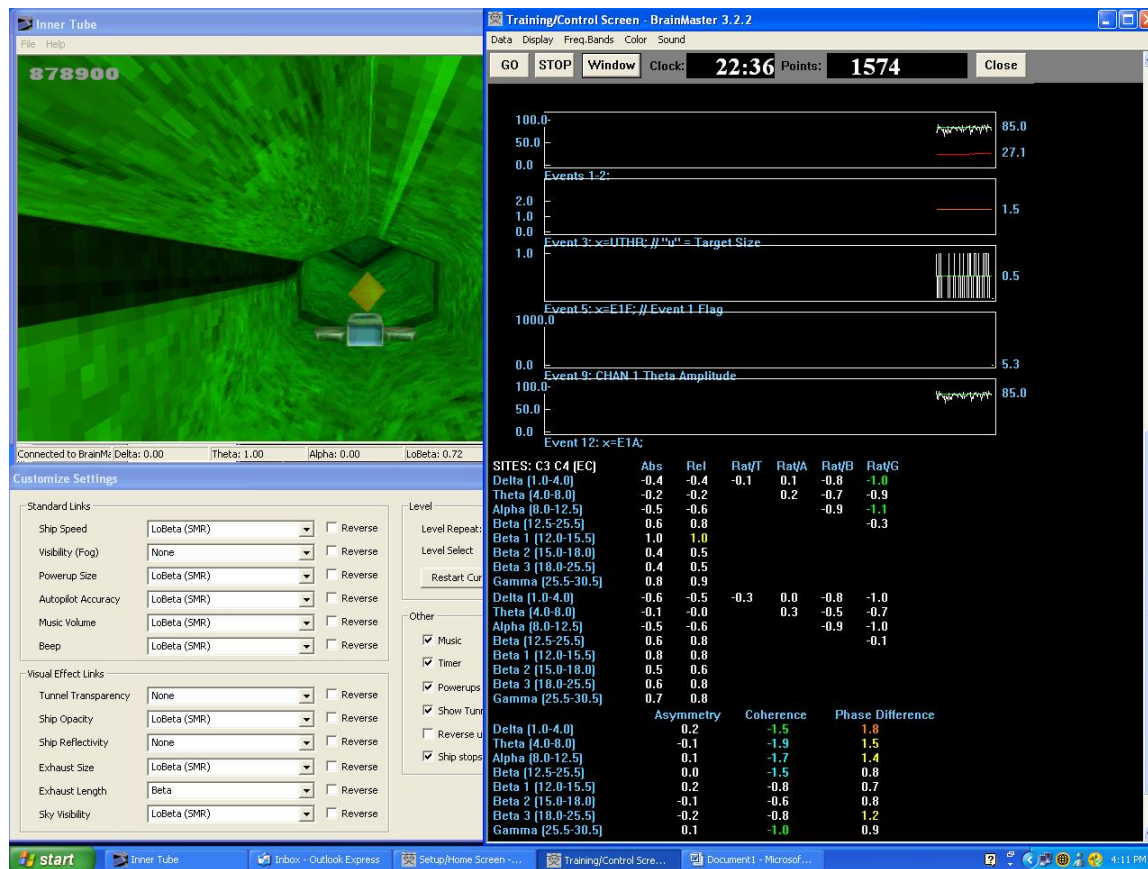 Inner Tube
File Help
878900
Connected to BrainMa Delta: 0.00 Theta: 1.00 Alpha: 0.00 LoBeta: 0.72
Customize Settings
Standard Links
Ship Speed LoBeta (SMR) Reverse
Visibility (Fog) None Reverse
Powerup Size LoBeta (SMR) Reverse
Autopilot Accuracy LoBeta (SMR) Reverse
Music Volume LoBeta (SMR) Reverse
Beep LoBeta (SMR) Reverse
Visual Effect Links
Tunnel Transparency None Reverse
Ship Opacity LoBeta (SMR) Reverse
Ship Reflectivity None Reverse
Exhaust Size LoBeta (SMR) Reverse
Exhaust Length Beta Reverse
Sky Visibility LoBeta (SMR) Reverse
Level
Level Repeat:
Level Select
Restart Cur
Other
Music
Timer
Powerups
Show Tunn
Reverse u
Ship stops
Training/Control Screen - BrainMaster 3.2.2
Data Display Freq.Bands Color Sound
GO STOP Window Clock: 22:36 Points: 1574 Close
100.0- 85.0
50.0 27.1
0.0
Events 1-2:
2.0 1.5
1.0
0.0
Event 3: x=UTHR; // "u" = Target Size
1.0 0.5
Event 5: x=E1F; // Event 1 Flag
1000.0
0.0 5.3
Event 9: CHAN 1 Theta Amplitude
100.0- 85.0
50.0
0.0
Event 12: x=E1A;
SITES: C3 C4 (EC) Abs Rel Rat/T Rat/A Rat/B Rat/G
Delta (1.0-4.0) -0.4 -0.4 -0.1 0.1 -0.8 -1.0
Theta (4.0-8.0) -0.2 -0.2 0.2 -0.7 -0.9
Alpha (8.0-12.5) -0.5 -0.6 -0.9 -1.1
Beta (12.5-25.5) 0.6 0.8 -0.3
Beta 1 (12.0-15.5) 1.0 1.0
Beta 2 (15.0-18.0) 0.4 0.5
Beta 3 (18.0-25.5) 0.4 0.5
Gamma (25.5-30.5) 0.8 0.9
Delta (1.0-4.0) -0.6 -0.5 -0.3 0.0 -0.8 -1.0
Theta (4.0-8.0) -0.1 -0.0 0.3 -0.5 -0.7
Alpha (8.0-12.5) -0.5 -0.6 -0.9 -1.0
Beta (12.5-25.5) 0.6 0.8 -0.1
Beta 1 (12.0-15.5) 0.8 0.8
Beta 2 (15.0-18.0) 0.5 0.6
Beta 3 (18.0-25.5) 0.6 0.8
Gamma (25.5-30.5) 0.7 0.8
Asymmetry Coherence Phase Difference
Delta (1.0-4.0) 0.2 -1.5 1.8
Theta (4.0-8.0) -0.1 -1.9 1.5
Alpha (8.0-12.5) 0.1 -1.7 1.4
Beta (12.5-25.5) 0.0 -1.5 0.8
Beta 1 (12.0-15.5) 0.2 -0.8 0.7
Beta 2 (15.0-18.0) -0.1 -0.6 0.8
Beta 3 (18.0-25.5) -0.2 -0.8 1.2
Gamma (25.5-30.5) 0.1 -1.0 0.9
start Inner Tube Inbox - Outlook Express Setup/Home Screen -... Training/Control Scre... Document1 - Microsof... 4:11 PM